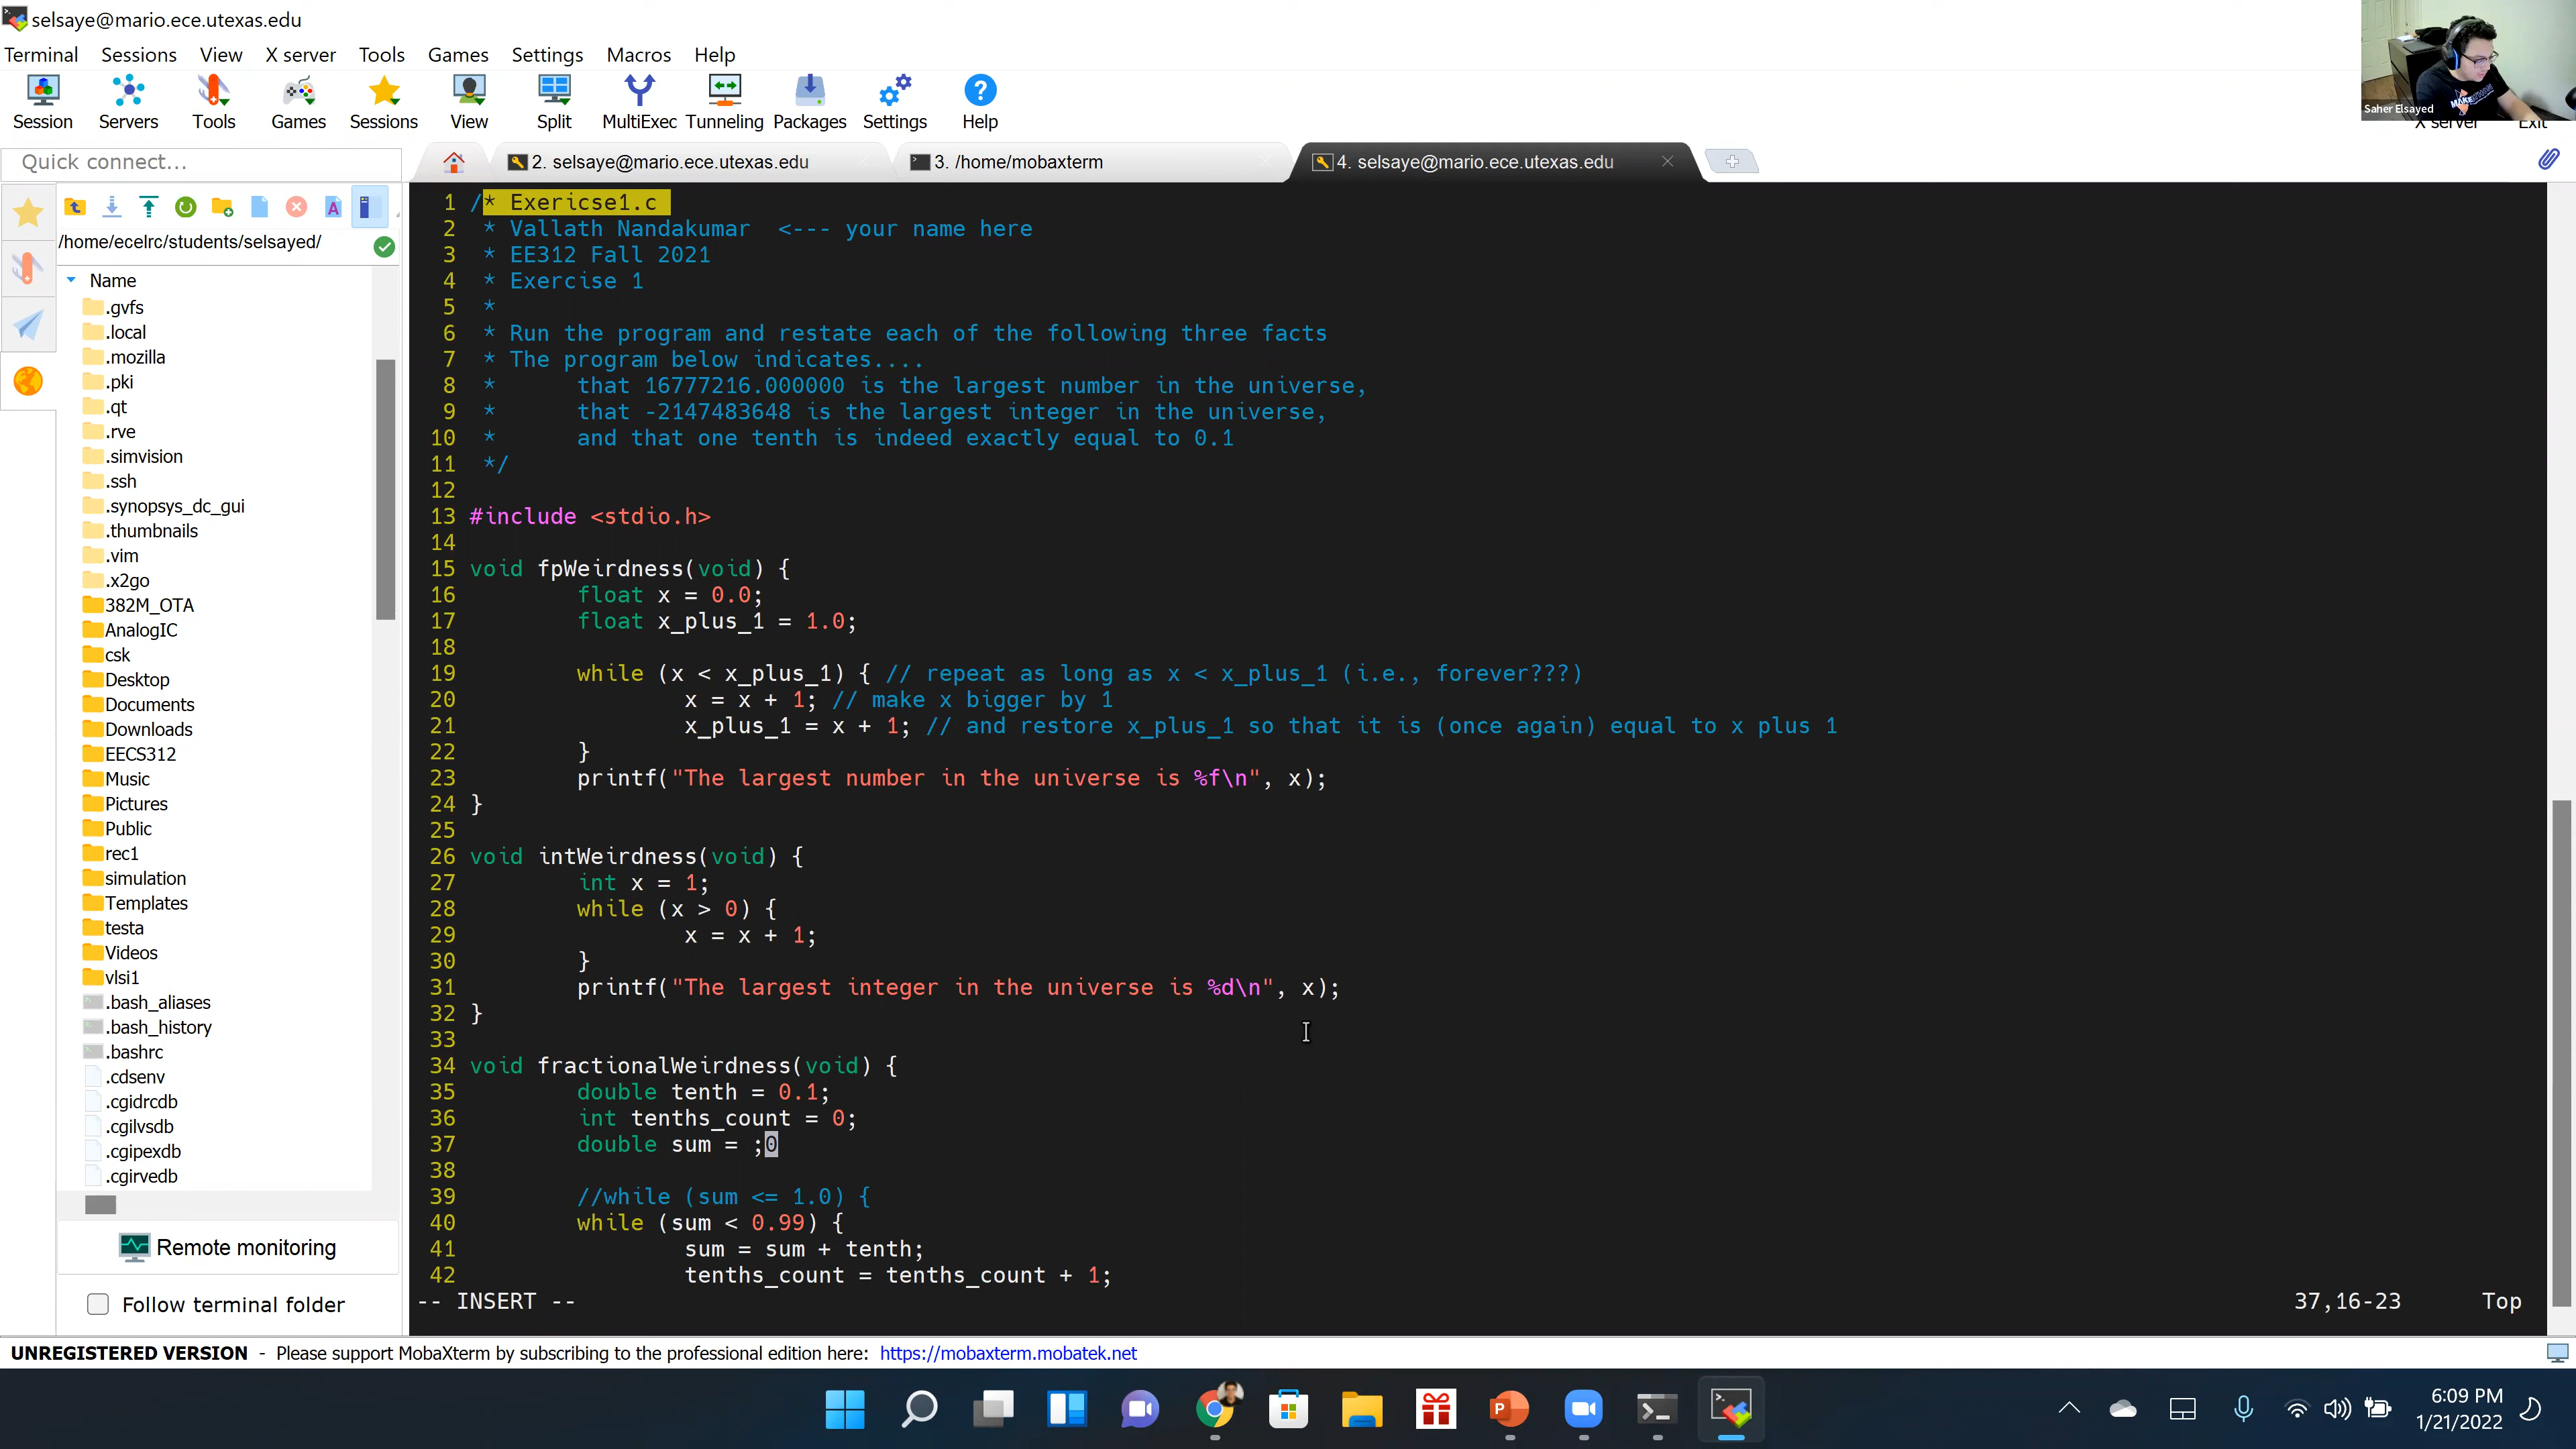 selsaye@mario.ece.utexas.edu
Terminal Sessions View X server Tools Games Settings Macros Help
Session Servers Tools Games Sessions View Split MultiExec Tunneling Packages Settings Help
Saher Elsayed
X server Exit
Quick connect...
2. selsaye@mario.ece.utexas.edu
3. /home/mobaxterm
4. selsaye@mario.ece.utexas.edu
/home/ecelrc/students/selsayed/
Name
.gvfs
.local
.mozilla
.pki
.qt
.rve
.simvision
.ssh
.synopsys_dc_gui
.thumbnails
.vim
.x2go
382M_OTA
AnalogIC
csk
Desktop
Documents
Downloads
EECS312
Music
Pictures
Public
rec1
simulation
Templates
testa
Videos
vlsi1
.bash_aliases
.bash_history
.bashrc
.cdsenv
.cgidrcdb
.cgilvsdb
.cgipexdb
.cgirvedb
Remote monitoring
Follow terminal folder
1 /* Exericse1.c
2 * Vallath Nandakumar <--- your name here
3 * EE312 Fall 2021
4 * Exercise 1
5 *
6 * Run the program and restate each of the following three facts
7 * The program below indicates....
8 * that 16777216.000000 is the largest number in the universe,
9 * that -2147483648 is the largest integer in the universe,
10 * and that one tenth is indeed exactly equal to 0.1
11 */
12
13 #include <stdio.h>
14
15 void fpWeirdness(void) {
16 float x = 0.0;
17 float x_plus_1 = 1.0;
18
19 while (x < x_plus_1) { // repeat as long as x < x_plus_1 (i.e., forever???)
20 x = x + 1; // make x bigger by 1
21 x_plus_1 = x + 1; // and restore x_plus_1 so that it is (once again) equal to x plus 1
22 }
23 printf("The largest number in the universe is %f\n", x);
24 }
25
26 void intWeirdness(void) {
27 int x = 1;
28 while (x > 0) {
29 x = x + 1;
30 }
31 printf("The largest integer in the universe is %d\n", x);
32 }
33
34 void fractionalWeirdness(void) {
35 double tenth = 0.1;
36 int tenths_count = 0;
37 double sum = ;0
38
39 //while (sum <= 1.0) {
40 while (sum < 0.99) {
41 sum = sum + tenth;
42 tenths_count = tenths_count + 1;
-- INSERT -- 37,16-23 Top
UNREGISTERED VERSION - Please support MobaXterm by subscribing to the professional edition here: https://mobaxterm.mobatek.net
6:09 PM
1/21/2022